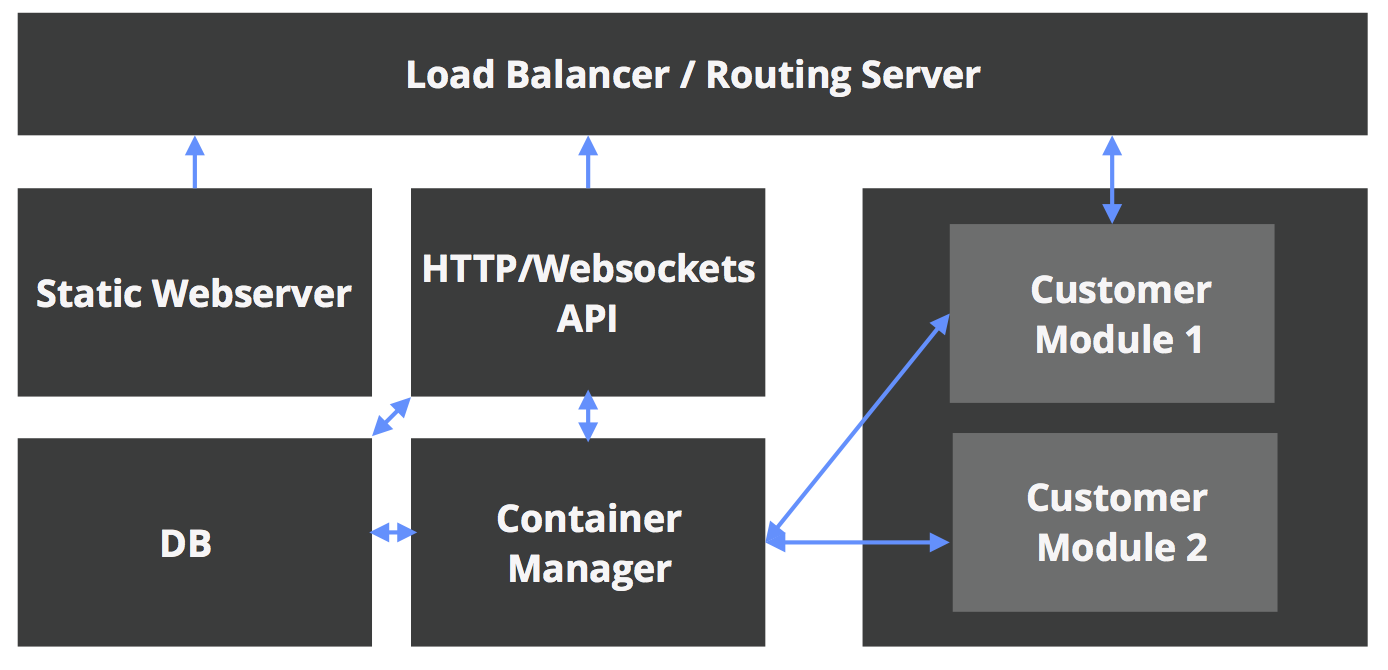 Load Balancer / Routing Server
Static Webserver
HTTP/Websockets
API
Customer
Module 1
DB
Container
Manager
Customer
Module 2